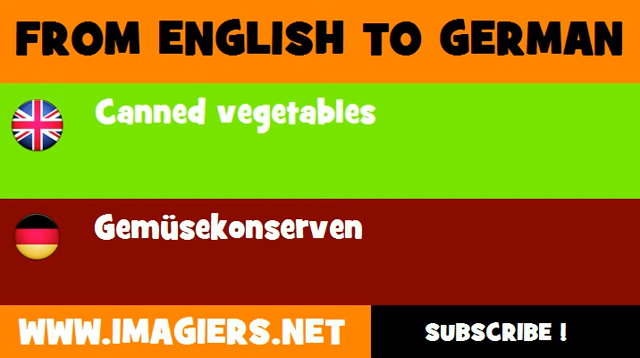 FROM ENGLISH TO GERMAN
Canned vegetables
Gemüsekonserven
WWW.IMAGIERS.NET
SUBSCRIBE !